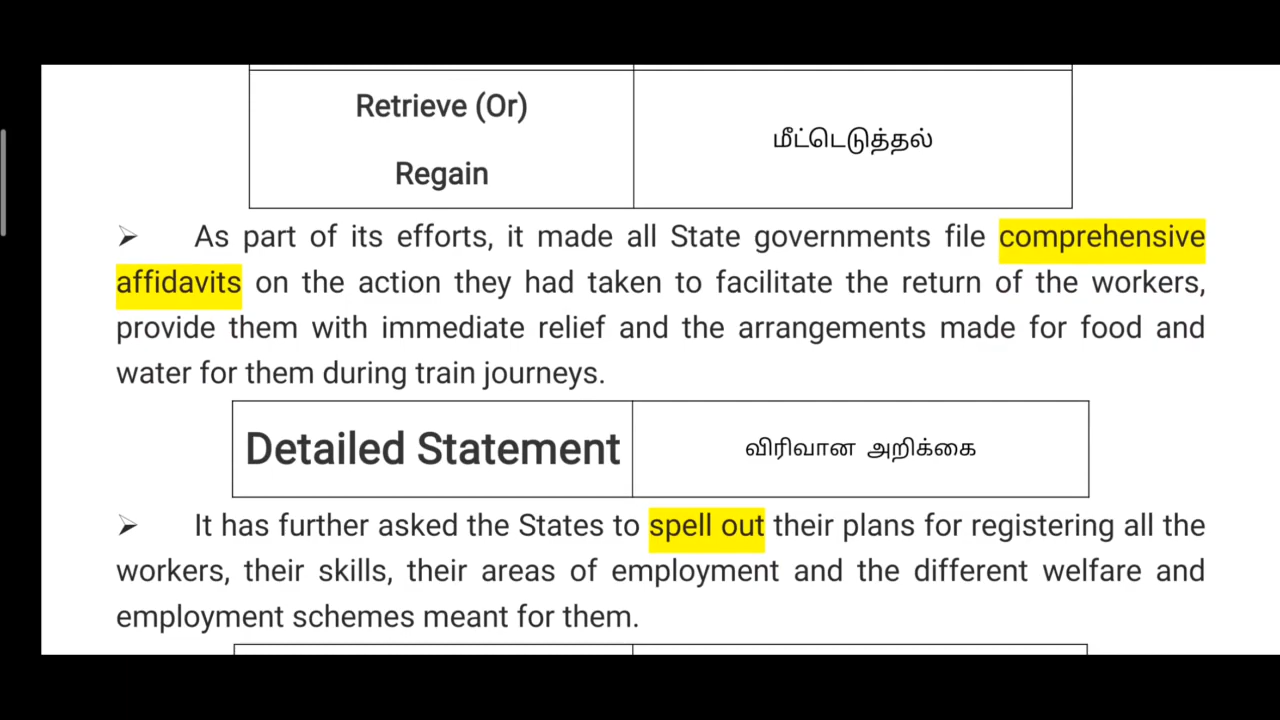 Retrieve (Or)
Regain
மீட்டெடுத்தல்
➢ As part of its efforts, it made all State governments file comprehensive
affidavits on the action they had taken to facilitate the return of the workers,
provide them with immediate relief and the arrangements made for food and
water for them during train journeys.
Detailed Statement
விரிவான அறிக்கை
➢ It has further asked the States to spell out their plans for registering all the
workers, their skills, their areas of employment and the different welfare and
employment schemes meant for them.